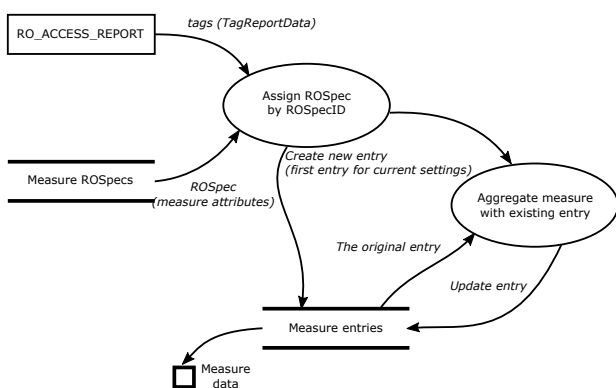 tags (TagReportData)
RO_ACCESS_REPORT
Assign ROSpec
by ROSpecID
Create new entry
(first entry for current settings)
Measure ROSpecs
ROSpec
(measure attributes)
Aggregate measure
with existing entry
The original entry
Update entry
Measure entries
Measure
data